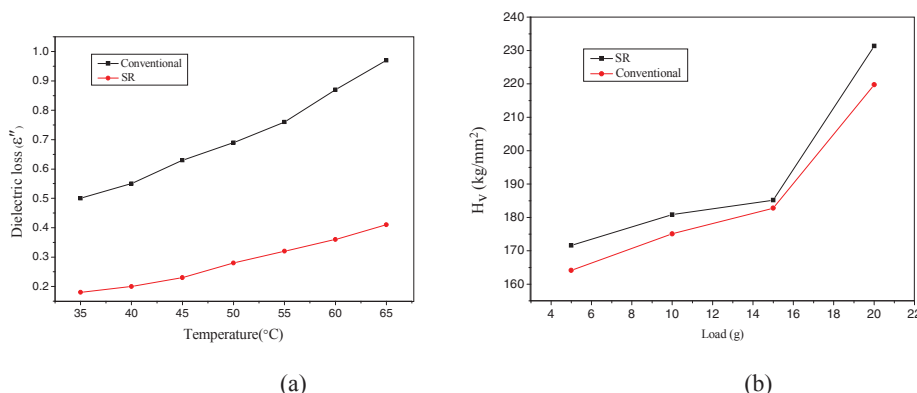 1.0
0.9
0.8
0.7
0.6
0.5
0.4
0.3
0.2
Dielectric loss (ε″)
Conventional
SR
35 40 45 50 55 60 65
Temperature(°C)
(a)
240
230
220
210
200
190
180
170
160
HV (kg/mm²)
SR
Conventional
4 6 8 10 12 14 16 18 20 22
Load (g)
(b)